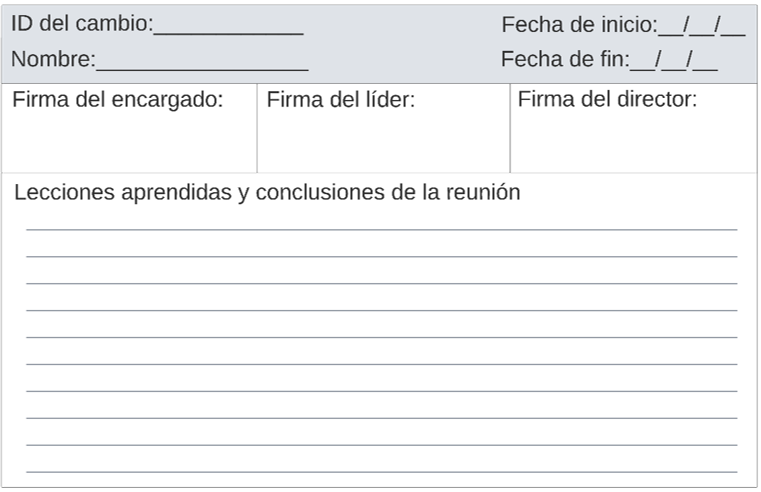 ID del cambio:____________ Fecha de inicio:__/__/__
Nombre:_________________ Fecha de fin:__/__/__
Firma del encargado: Firma del líder: Firma del director:
Lecciones aprendidas y conclusiones de la reunión